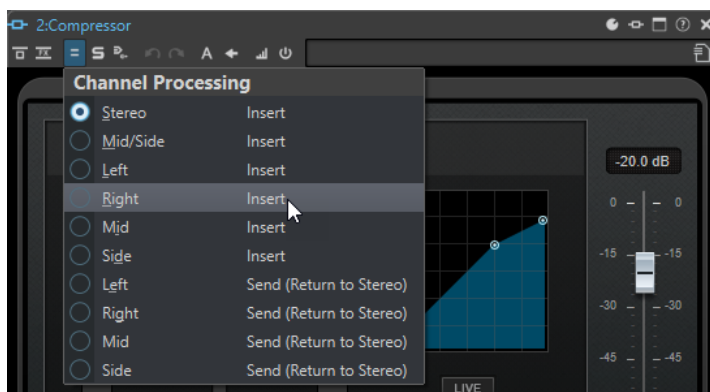 2:Compressor
FX S A
Channel Processing
Stereo Insert
Mid/Side Insert
Left Insert
Right Insert
Mid Insert
Side Insert
Left Send (Return to Stereo)
Right Send (Return to Stereo)
Mid Send (Return to Stereo)
Side Send (Return to Stereo)
-20.0 dB
0 0
-15 -15
-30 -30
-45 -45
LIVE